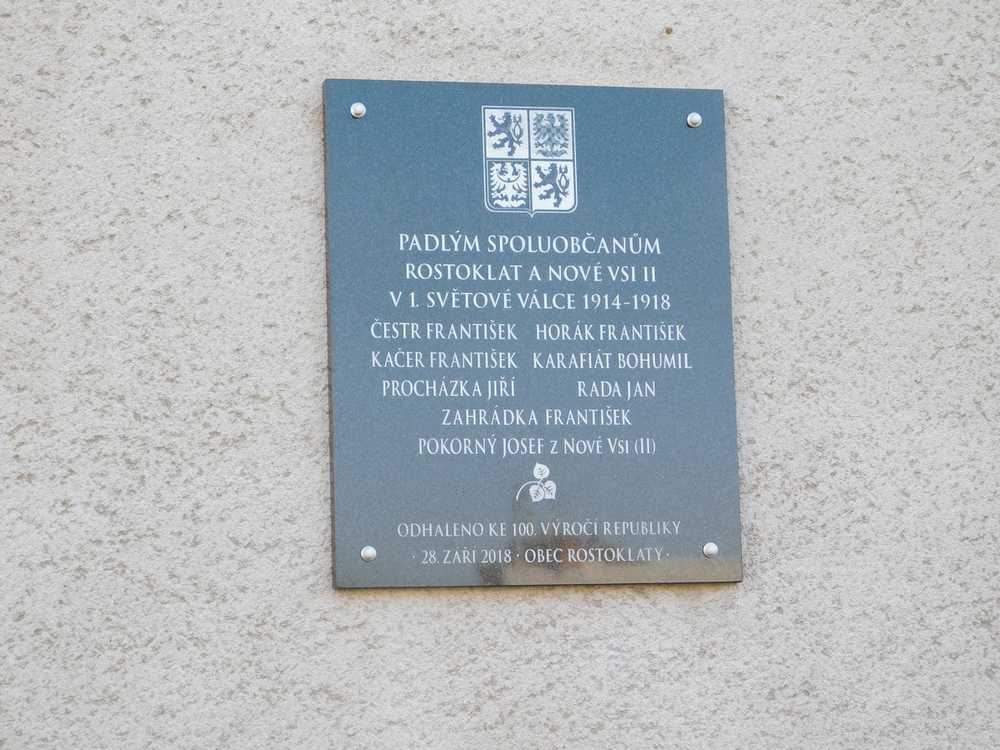 PADLÝM SPOLUOBČANŮM
ROSTOKLAT A NOVÉ VSI II
V 1. SVĚTOVÉ VÁLCE 1914-1918
ČESTR FRANTIŠEK HORÁK FRANTIŠEK
KAČER FRANTIŠEK KARAFIÁT BOHUMIL
PROCHÁZKA JIŘÍ RADA JAN
ZAHRÁDKA FRANTIŠEK
POKORNÝ JOSEF Z NOVÉ VSI (II)
ODHALENO KE 100. VÝROČÍ REPUBLIKY
· 28. ZÁŘÍ 2018 · OBEC ROSTOKLATY ·